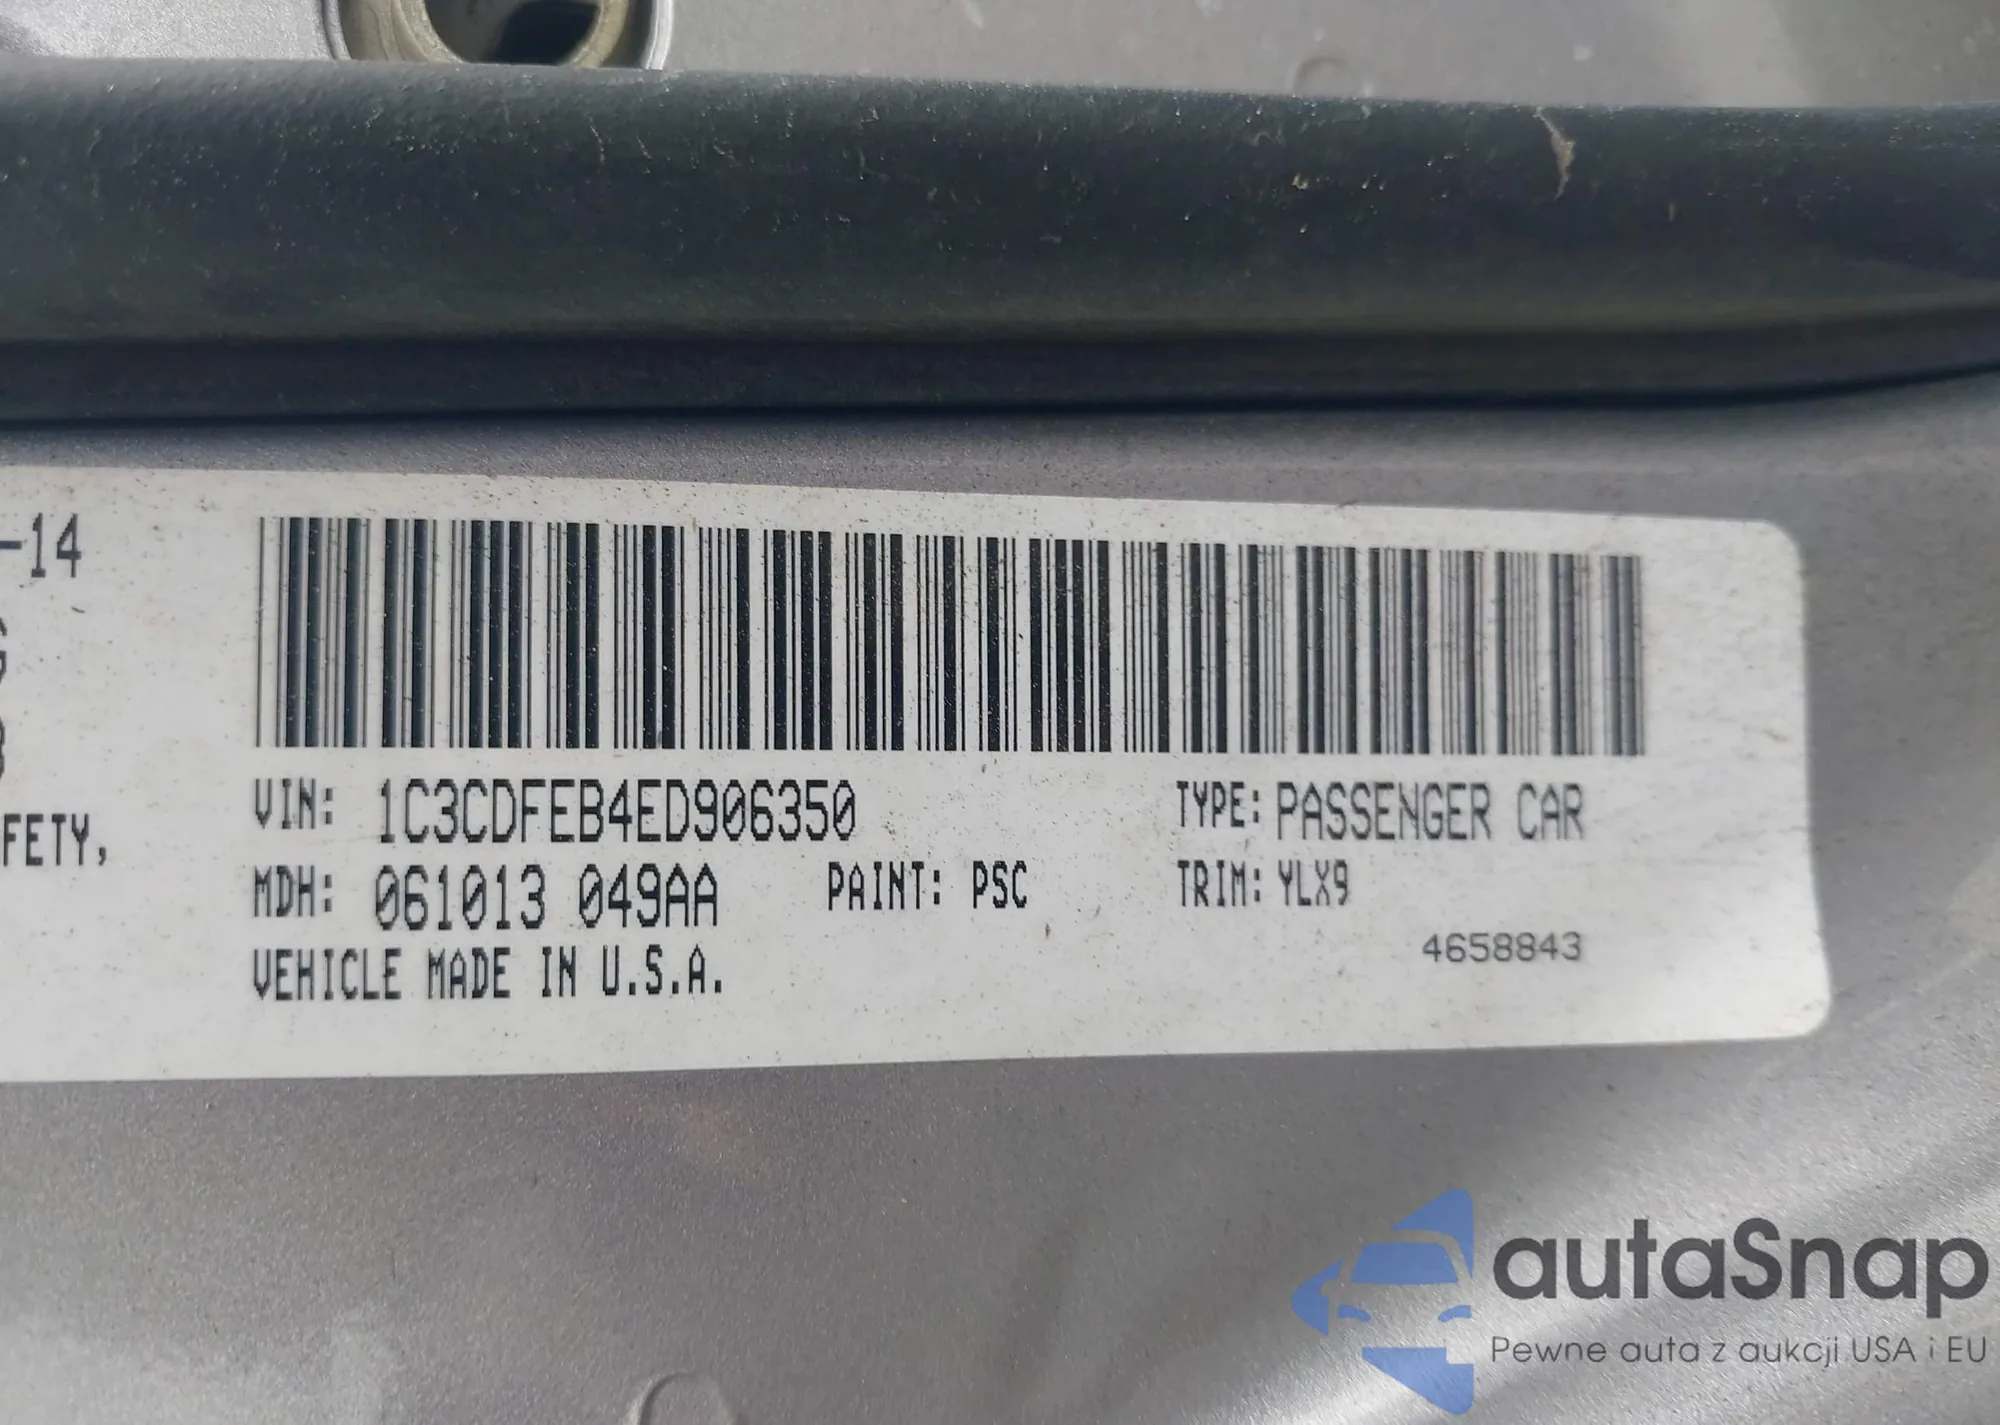 -14
FETY,
VIN: 1C3CDFEB4ED906350
TYPE: PASSENGER CAR
MDH: 061013 049AA
PAINT: PSC
TRIM: YLX9
VEHICLE MADE IN U.S.A.
4658843
autaSnap
Pewne auta z aukcji USA i EU